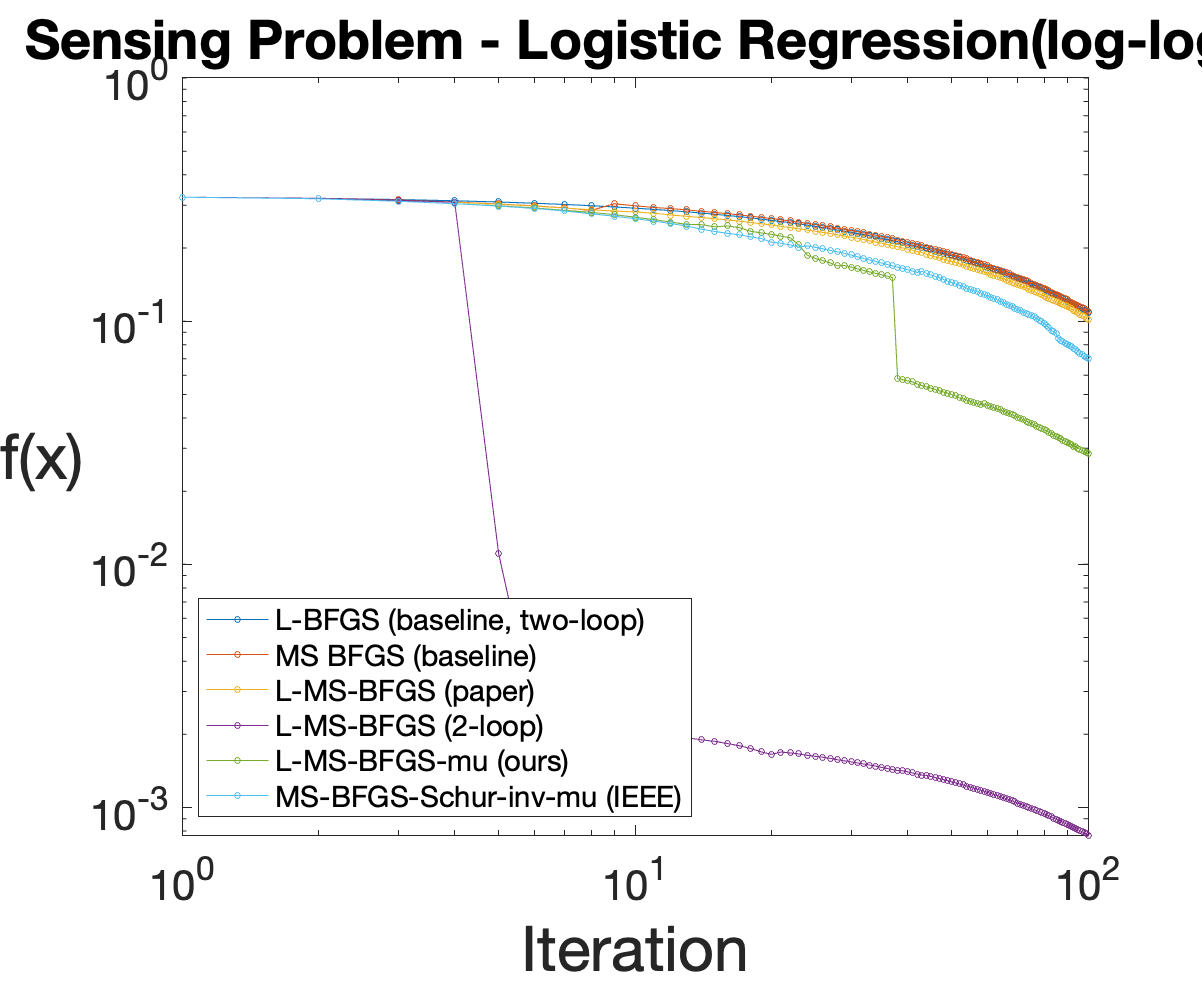 Sensing Problem - Logistic Regression(log-log
10^0
10^-1
f(x)
10^-2
L-BFGS (baseline, two-loop)
MS BFGS (baseline)
L-MS-BFGS (paper)
L-MS-BFGS (2-loop)
L-MS-BFGS-mu (ours)
MS-BFGS-Schur-inv-mu (IEEE)
10^-3
10^0 10^1 10^2
Iteration